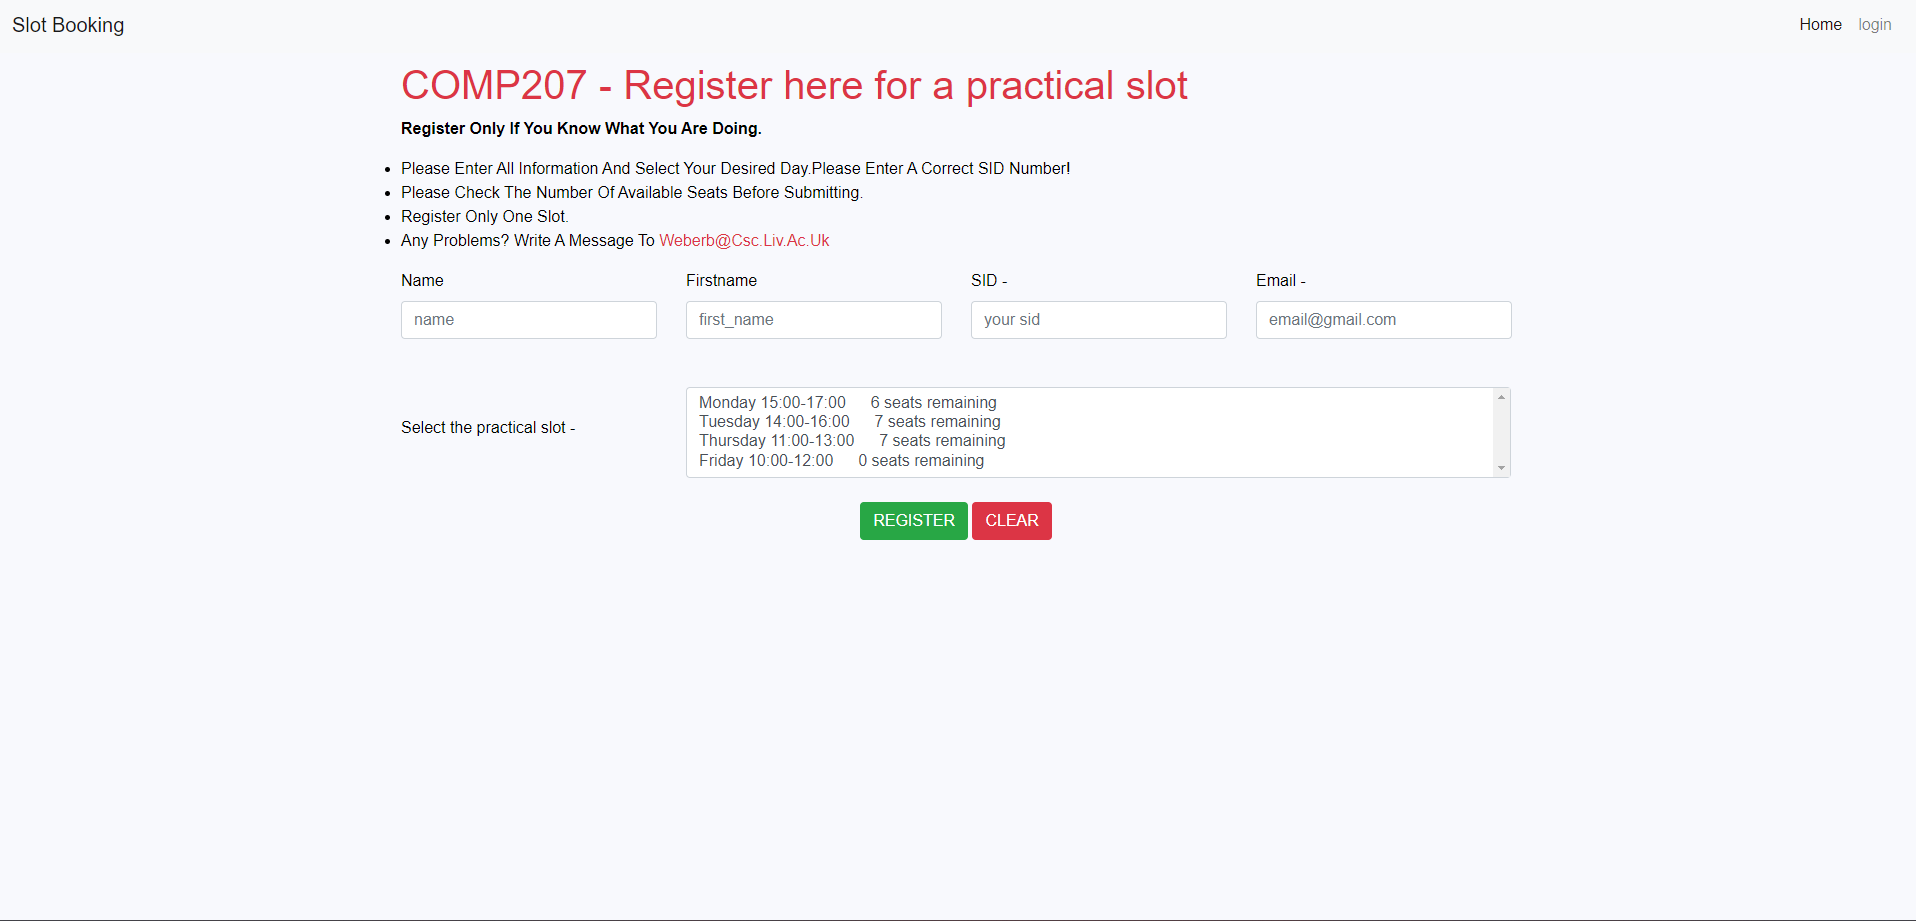 Slot Booking
Home login
COMP207 - Register here for a practical slot
Register Only If You Know What You Are Doing.
Please Enter All Information And Select Your Desired Day.Please Enter A Correct SID Number!
Please Check The Number Of Available Seats Before Submitting.
Register Only One Slot.
Any Problems? Write A Message To Weberb@Csc.Liv.Ac.Uk
Name Firstname SID - Email -
name first_name your sid email@gmail.com
Monday 15:00-17:00 6 seats remaining
Tuesday 14:00-16:00 7 seats remaining
Select the practical slot -
Thursday 11:00-13:00 7 seats remaining
Friday 10:00-12:00 0 seats remaining
REGISTER CLEAR